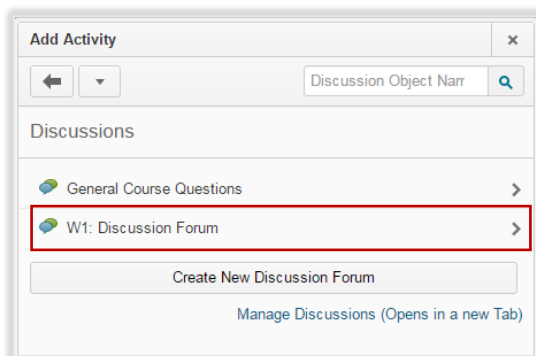 Add Activity
Discussion Object Nam
Discussions
General Course Questions
W1: Discussion Forum
Create New Discussion Forum
Manage Discussions (Opens in a new Tab)